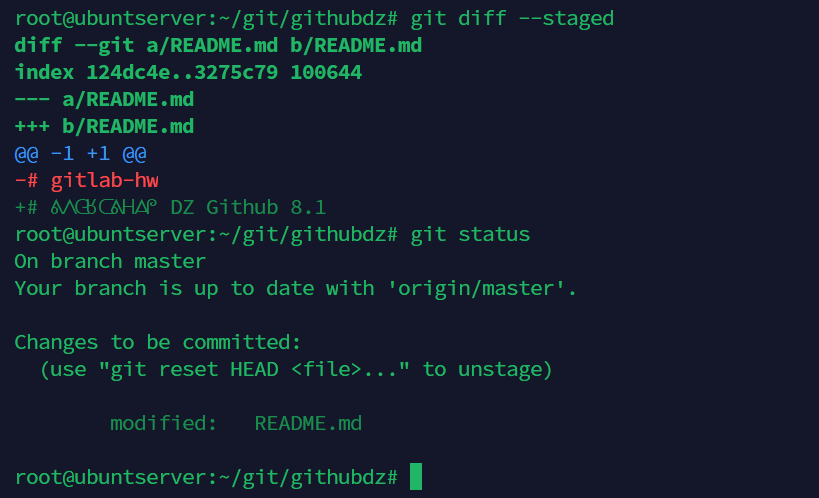 root@ubuntserver:~/git/githubdz# git diff --staged
diff --git a/README.md b/README.md
index 124dc4e..3275c79 100644
--- a/README.md
+++ b/README.md
@@ -1 +1 @@
-# gitlab-hw
+# DZ Github 8.1
root@ubuntserver:~/git/githubdz# git status
On branch master
Your branch is up to date with 'origin/master'.
Changes to be committed:
(use "git reset HEAD <file>..." to unstage)
modified: README.md
root@ubuntserver:~/git/githubdz#